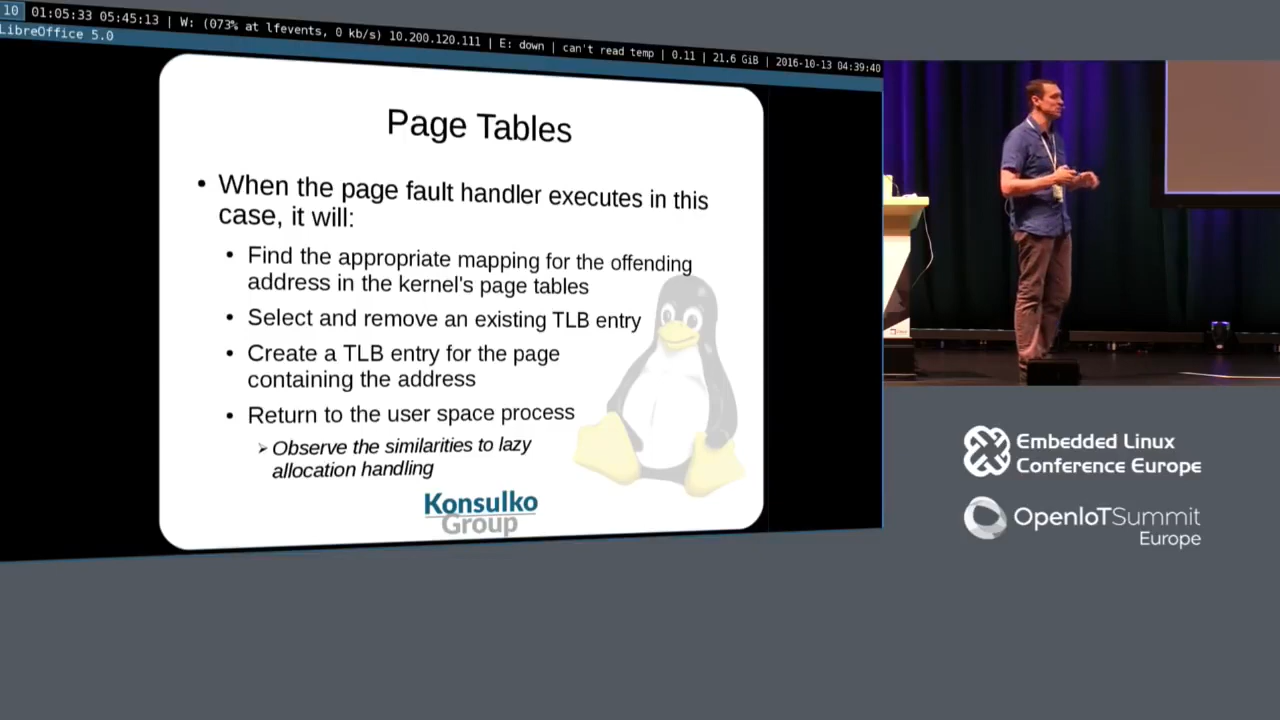 10 01:05:33 05:45:13 | W: (073% at lfevents, 0 kb/s) 10.200.120.111 | E: down | can't read temp | 0.11 | 21.6 GiB | 2016-10-13 04:39:40
LibreOffice 5.0
Page Tables
• When the page fault handler executes in this
case, it will:
• Find the appropriate mapping for the offending
address in the kernel's page tables
• Select and remove an existing TLB entry
• Create a TLB entry for the page
containing the address
• Return to the user space process
➢ Observe the similarities to lazy
allocation handling
Konsulko
Group
Embedded Linux
Conference Europe
OpenIoTSummit
Europe